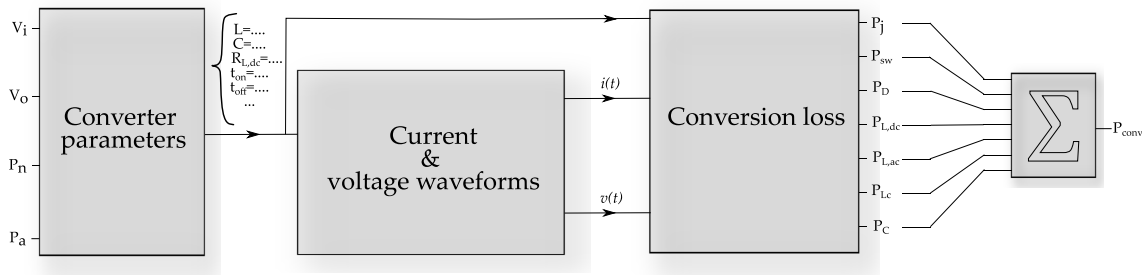 V_i
V_o
P_n
P_a
Converter
parameters
L=....
C=....
R_L,dc=....
t_on=....
t_off=....
...
Current
&
voltage waveforms
i(t)
v(t)
Conversion loss
P_j
P_sw
P_D
P_L,dc
P_L,ac
P_Lc
P_C
Σ
P_conv